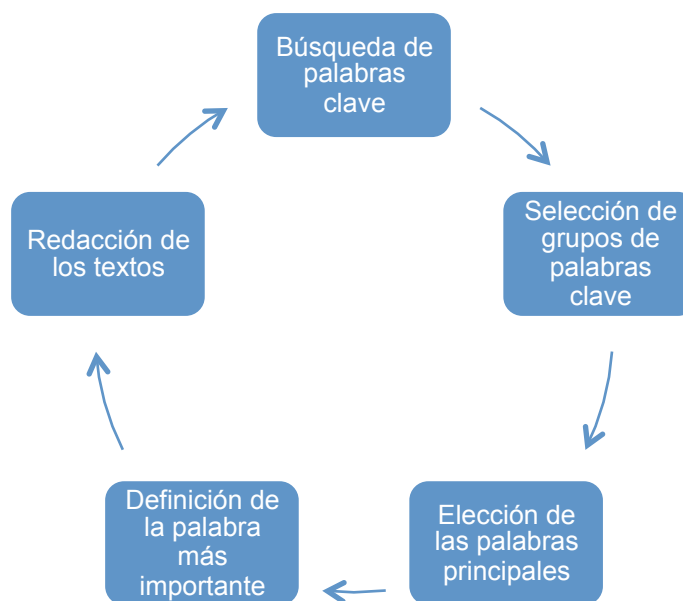 Búsqueda de
palabras
clave
Selección de
grupos de
palabras
clave
Elección de
las palabras
principales
Definición de
la palabra
más
importante
Redacción de
los textos